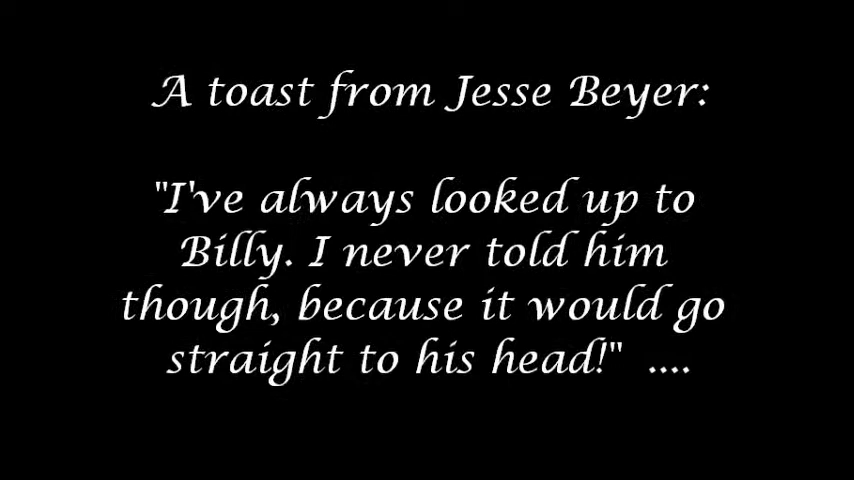 A toast from Jesse Beyer:
"I've always looked up to
Billy. I never told him
though, because it would go
straight to his head!" ....